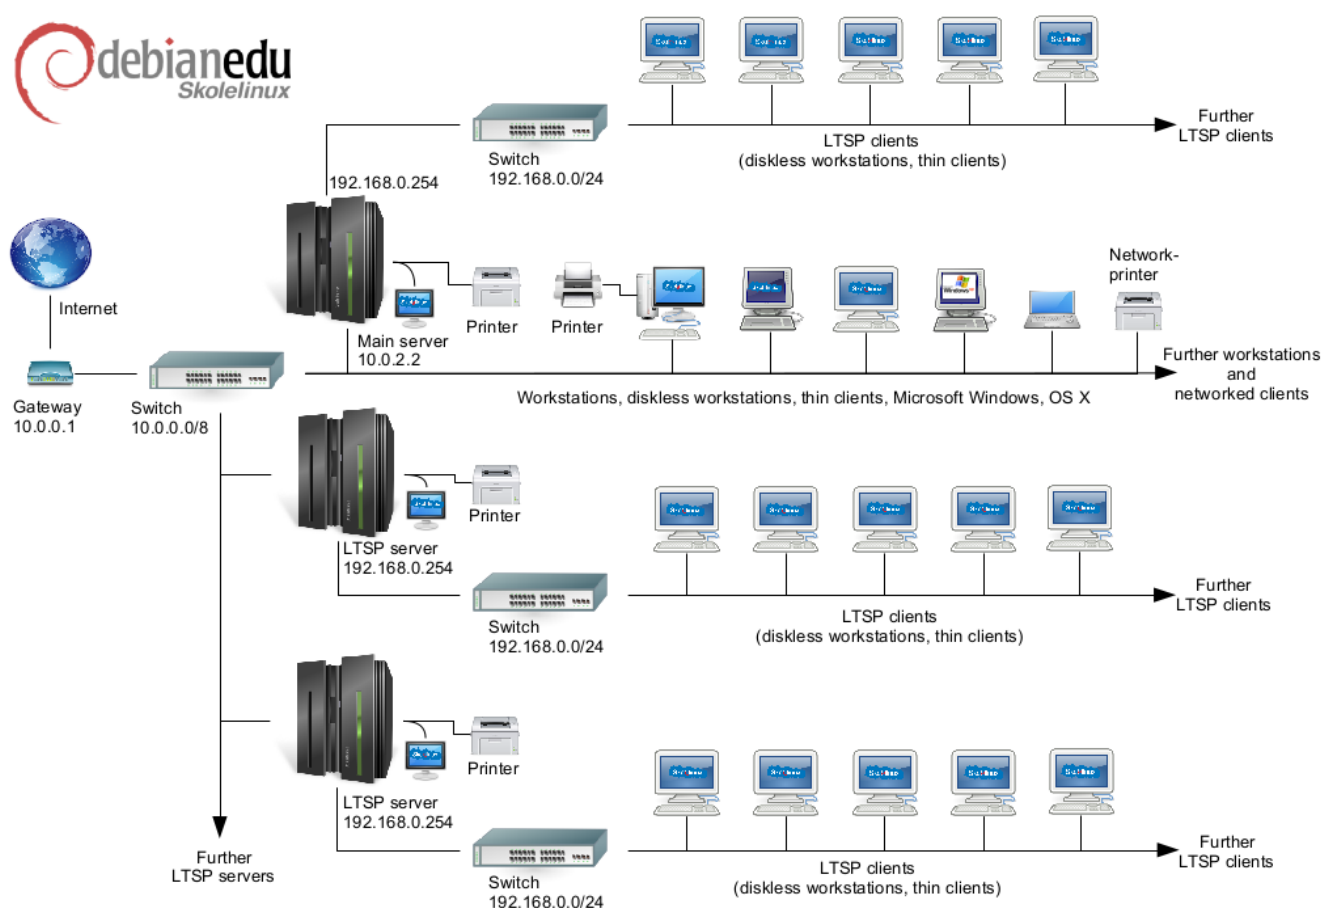 debianedu
Skolelinux
Further
LTSP clients
LTSP clients
(diskless workstations, thin clients)
Switch
192.168.0.0/24
192.168.0.254
Internet
Main server
10.0.2.2
Printer
Printer
Network-
printer
Windows
Further workstations
and
networked clients
Workstations, diskless workstations, thin clients, Microsoft Windows, OS X
Gateway
10.0.0.1
Switch
10.0.0.0/8
Printer
LTSP server
192.168.0.254
Switch
192.168.0.0/24
LTSP clients
(diskless workstations, thin clients)
Further
LTSP clients
Printer
LTSP server
192.168.0.254
Switch
192.168.0.0/24
LTSP clients
(diskless workstations, thin clients)
Further
LTSP clients
Further
LTSP servers